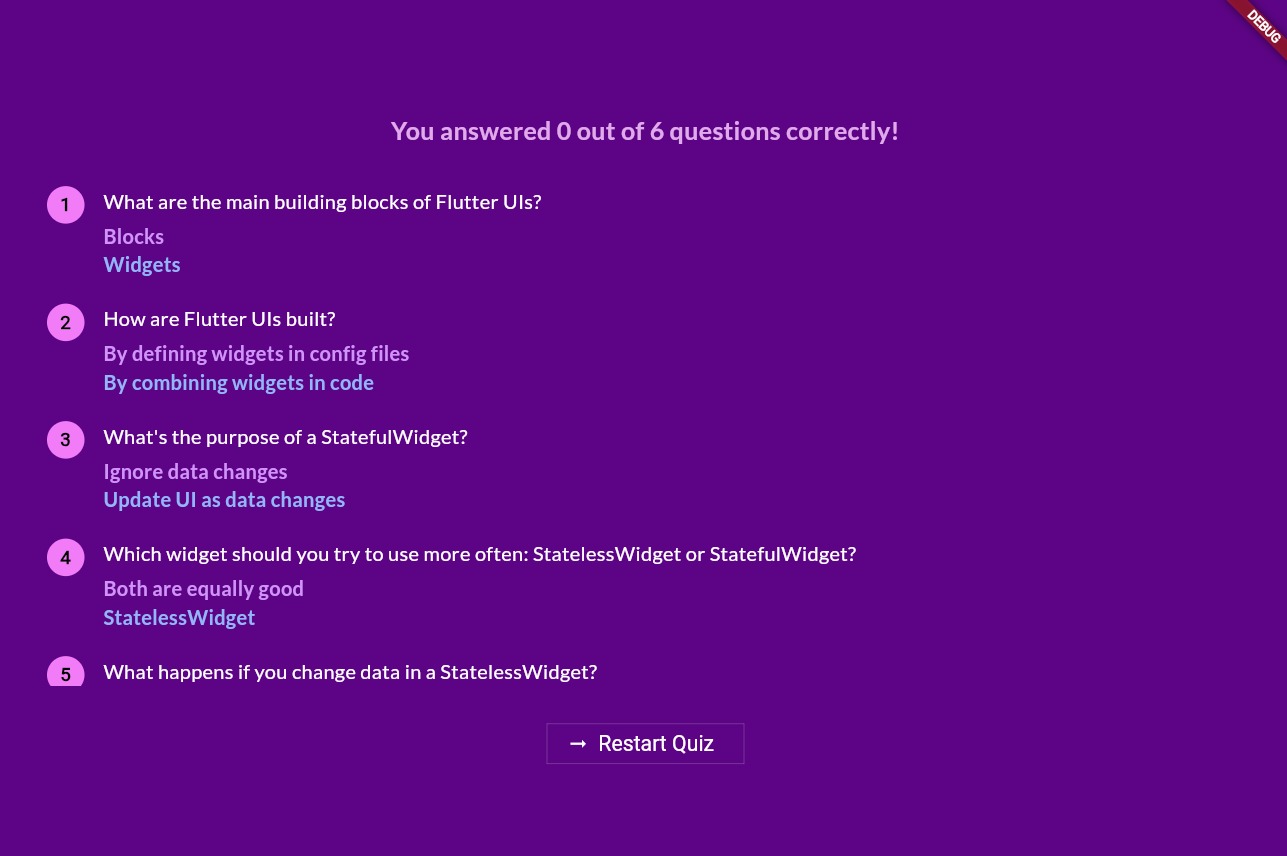 DEBUG
You answered 0 out of 6 questions correctly!
1
What are the main building blocks of Flutter UIs?
Blocks
Widgets
2
How are Flutter UIs built?
By defining widgets in config files
By combining widgets in code
3
What's the purpose of a StatefulWidget?
Ignore data changes
Update UI as data changes
4
Which widget should you try to use more often: StatelessWidget or StatefulWidget?
Both are equally good
StatelessWidget
5
What happens if you change data in a StatelessWidget?
→ Restart Quiz